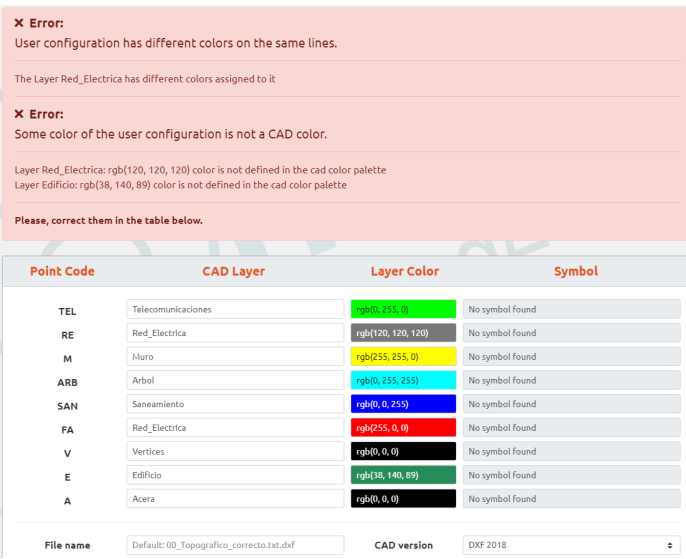 × Error:
User configuration has different colors on the same lines.
The Layer Red_Electrica has different colors assigned to it
× Error:
Some color of the user configuration is not a CAD color.
Layer Red_Electrica: rgb(120, 120, 120) color is not defined in the cad color palette
Layer Edificio: rgb(38, 140, 89) color is not defined in the cad color palette
Please, correct them in the table below.
Point Code CAD Layer Layer Color Symbol
TEL Telecomunicaciones rgb(0, 255, 0) No symbol found
RE Red_Electrica rgb(120, 120, 120) No symbol found
M Muro rgb(255, 255, 0) No symbol found
ARB Arbol rgb(0, 255, 255) No symbol found
SAN Saneamiento rgb(0, 0, 255) No symbol found
FA Red_Electrica rgb(255, 0, 0) No symbol found
V Vertices rgb(0, 0, 0) No symbol found
E Edificio rgb(38, 140, 89) No symbol found
A Acera rgb(0, 0, 0) No symbol found
File name Default: 00_Topografico_correcto.txt.dxf CAD version DXF 2018